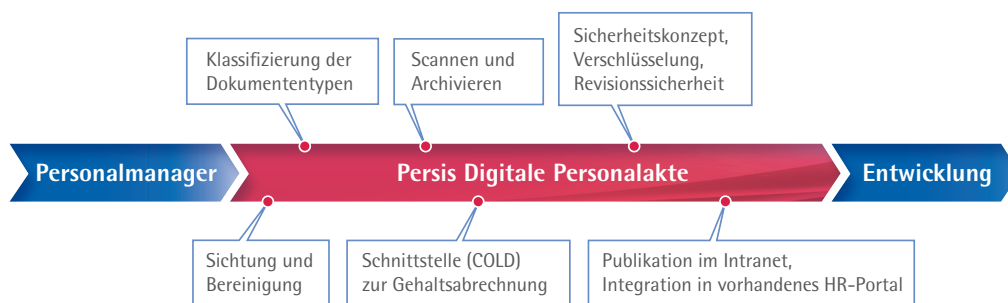 Klassifizierung der
Dokumententypen
Scannen und
Archivieren
Sicherheitskonzept,
Verschlüsselung,
Revisionssicherheit
Personalmanager
Persis Digitale Personalakte
Entwicklung
Sichtung und
Bereinigung
Schnittstelle (COLD)
zur Gehaltsabrechnung
Publikation im Intranet,
Integration in vorhandenes HR-Portal